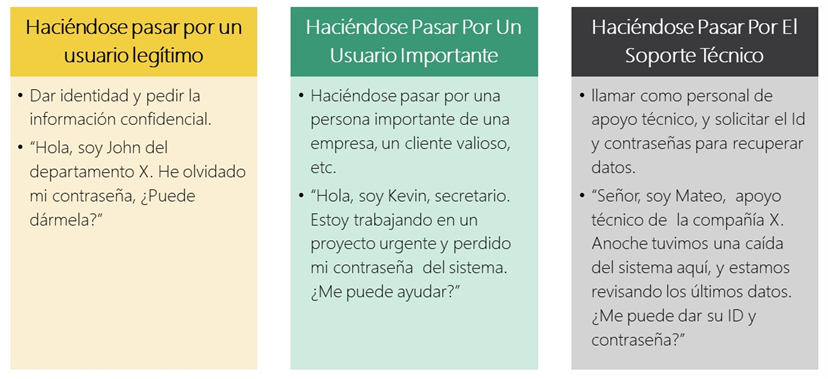 Haciéndose pasar por un
usuario legítimo
• Dar identidad y pedir la
información confidencial.
• “Hola, soy John del
departamento X. He olvidado
mi contraseña, ¿Puede
dármela?”
Haciéndose Pasar Por Un
Usuario Importante
• Haciéndose pasar por una
persona importante de una
empresa, un cliente valioso,
etc.
• “Hola, soy Kevin, secretario.
Estoy trabajando en un
proyecto urgente y perdido
mi contraseña del sistema.
¿Me puede ayudar?”
Haciéndose Pasar Por El
Soporte Técnico
• llamar como personal de
apoyo técnico, y solicitar el Id
y contraseñas para recuperar
datos.
• “Señor, soy Mateo, apoyo
técnico de la compañía X.
Anoche tuvimos una caída
del sistema aquí, y estamos
revisando los últimos datos.
¿Me puede dar su ID y
contraseña?”